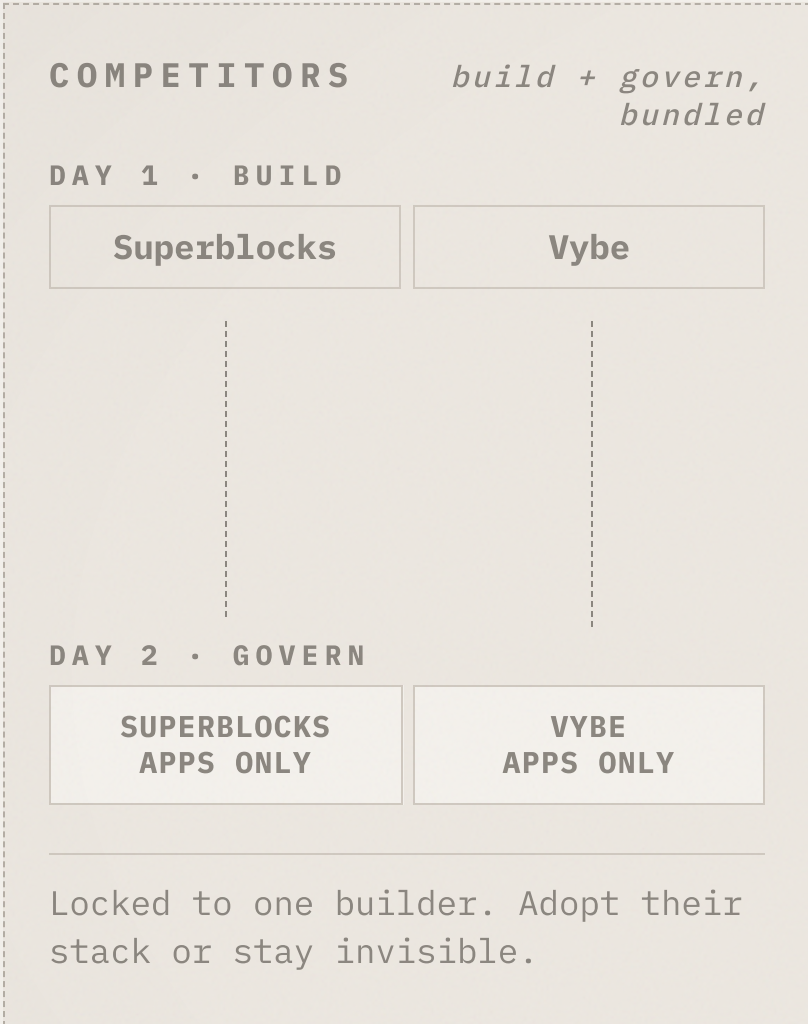 COMPETITORS
build + govern,
bundled
DAY 1 · BUILD
Superblocks
Vybe
DAY 2 · GOVERN
SUPERBLOCKS
APPS ONLY
VYBE
APPS ONLY
Locked to one builder. Adopt their
stack or stay invisible.